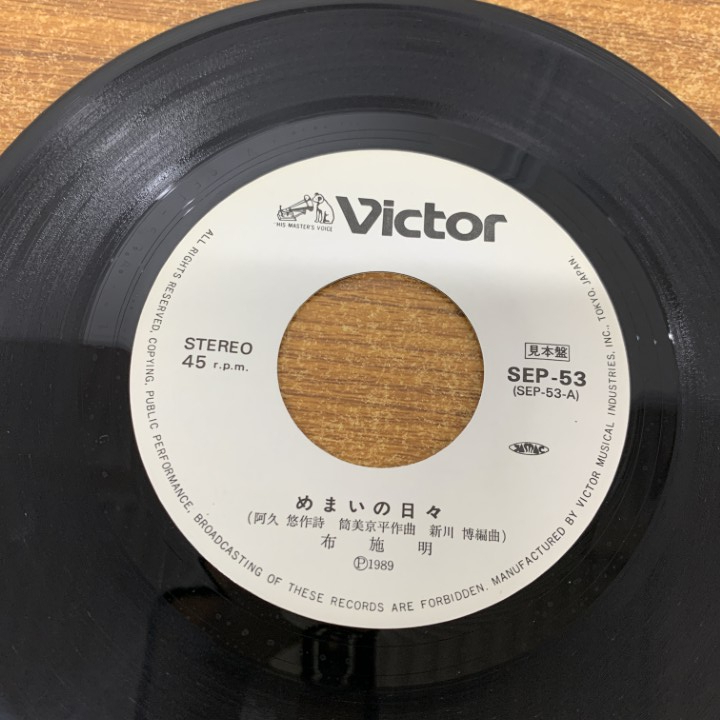 "HIS MASTER'S VOICE"
Victor
STEREO
45 r.p.m.
見本盤
SEP-53
(SEP-53-A)
JASRAC
めまいの日々
(阿久 悠作詩 筒美京平作曲 新川 博編曲)
布施明
Ⓟ1989
ALL RIGHTS RESERVED. COPYING, PUBLIC PERFORMANCE, BROADCASTING OF THESE RECORDS ARE FORBIDDEN. MANUFACTURED BY VICTOR MUSICAL INDUSTRIES, INC., TOKYO, JAPAN.